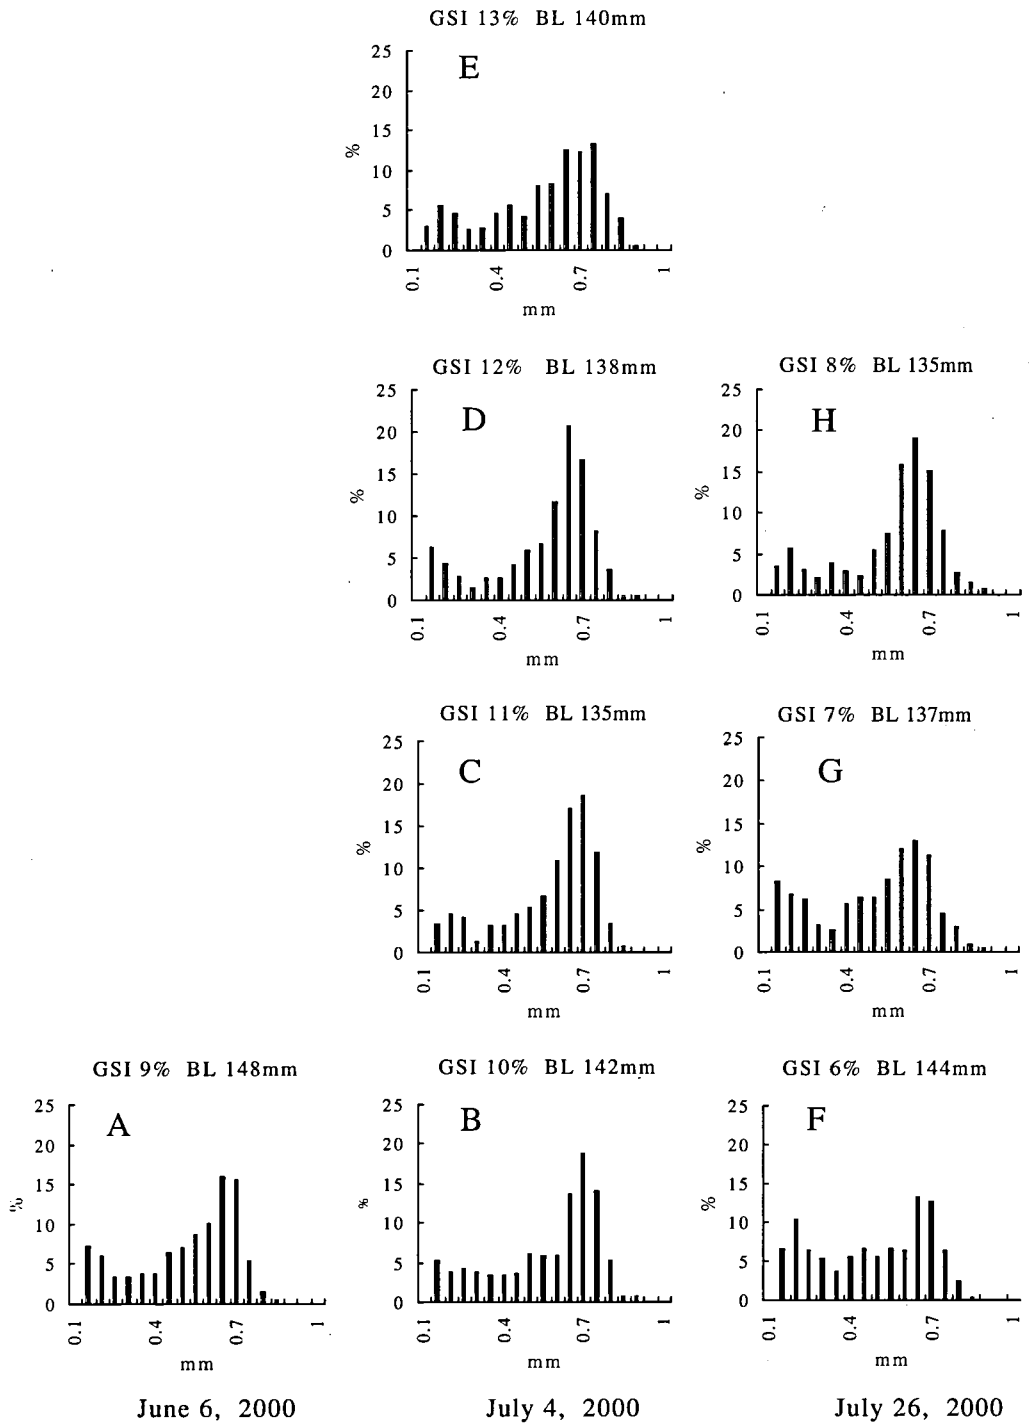 GSI 13% BL 140mm
E
25
20
15
10
5
0
%
0.1 0.4 0.7 1
mm
GSI 12% BL 138mm
D
25
20
15
10
5
0
%
0.1 0.4 0.7 1
mm
GSI 8% BL 135mm
H
25
20
15
10
5
0
%
0.1 0.4 0.7 1
mm
GSI 11% BL 135mm
C
25
20
15
10
5
0
%
0.1 0.4 0.7 1
mm
GSI 7% BL 137mm
G
25
20
15
10
5
0
%
0.1 0.4 0.7 1
mm
GSI 9% BL 148mm
A
25
20
15
10
5
0
%
0.1 0.4 0.7 1
mm
GSI 10% BL 142mm
B
25
20
15
10
5
0
%
0.1 0.4 0.7 1
mm
GSI 6% BL 144mm
F
25
20
15
10
5
0
%
0.1 0.4 0.7 1
mm
June 6, 2000
July 4, 2000
July 26, 2000